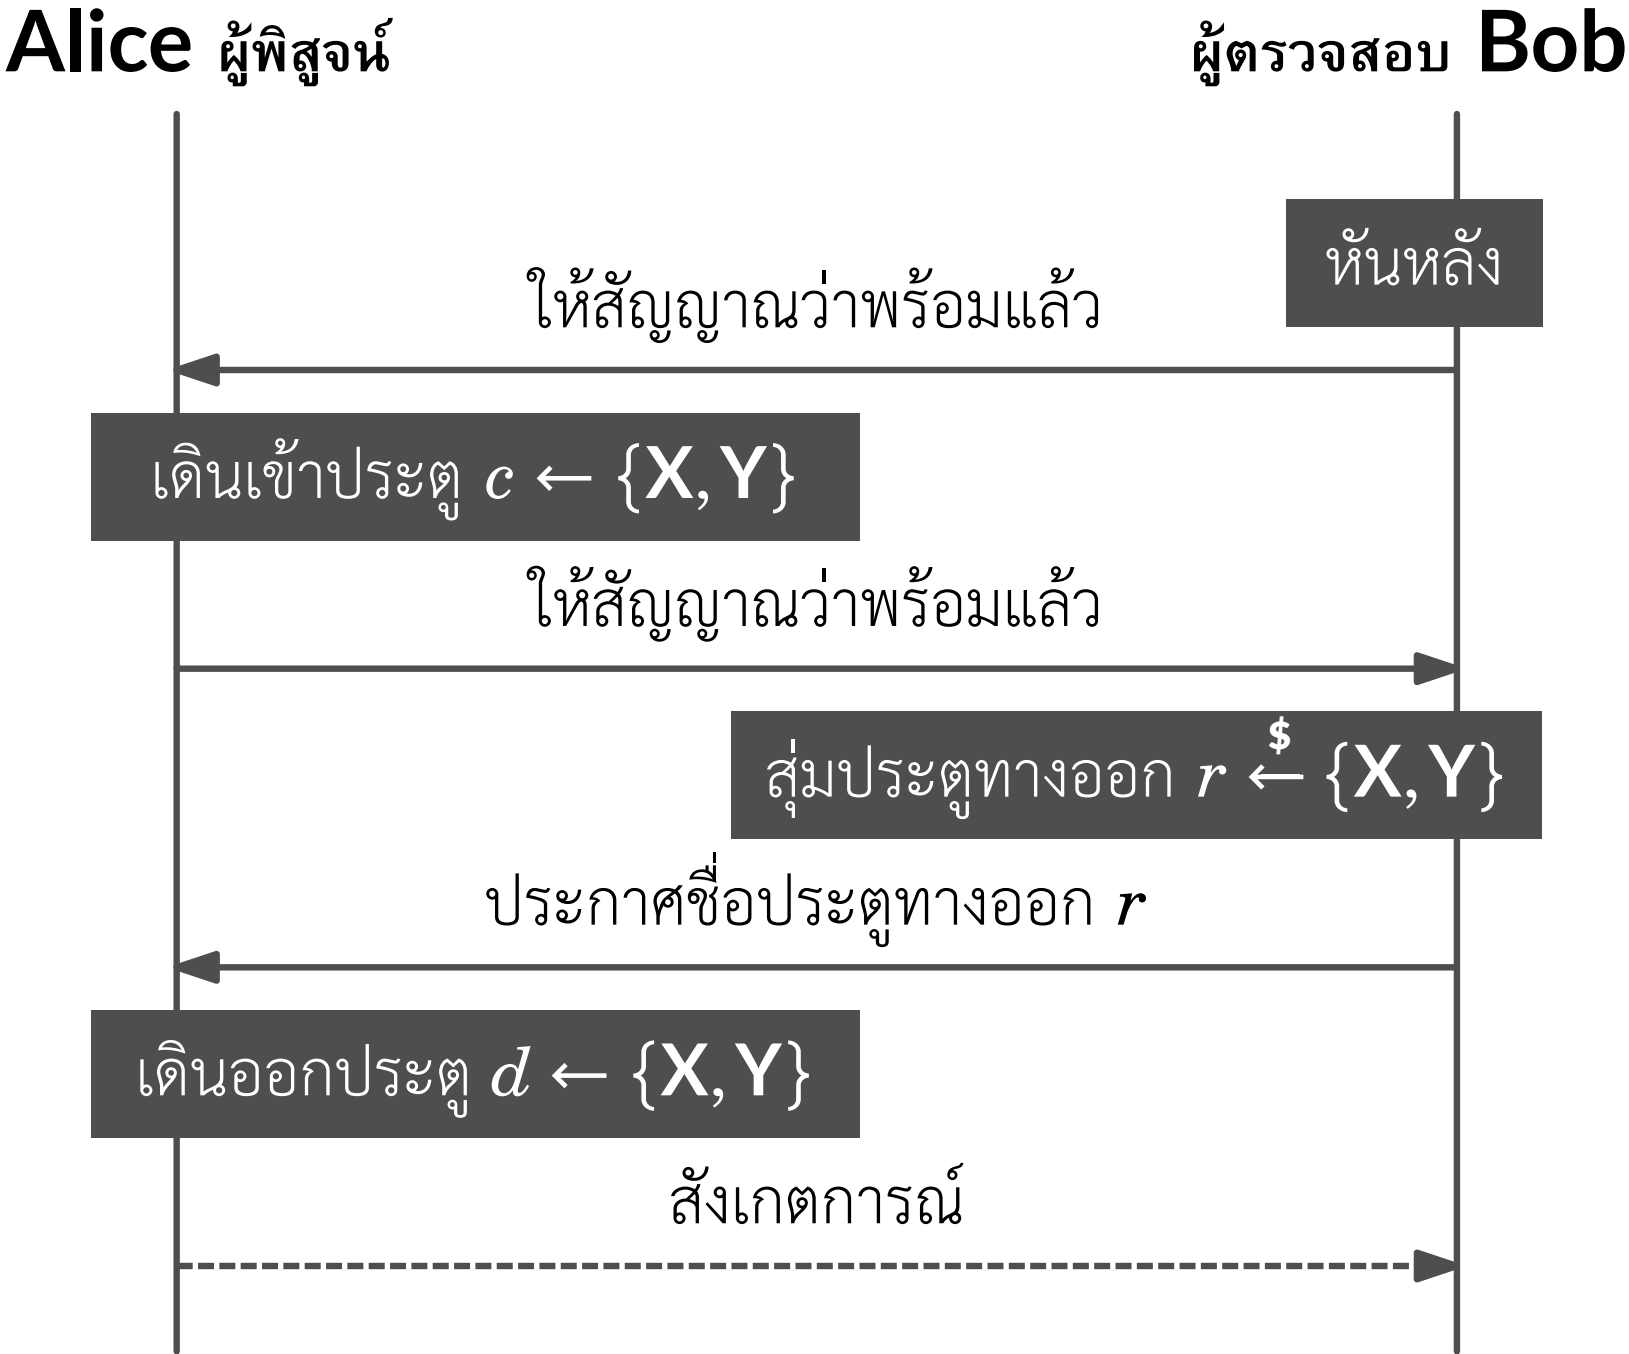 Alice ผู้พิสูจน์
ผู้ตรวจสอบ Bob
หันหลัง
ให้สัญญาณว่าพร้อมแล้ว
เดินเข้าประตู c ← {X, Y}
ให้สัญญาณว่าพร้อมแล้ว
สุ่มประตูทางออก r ←$ {X, Y}
ประกาศชื่อประตูทางออก r
เดินออกประตู d ← {X, Y}
สังเกตการณ์